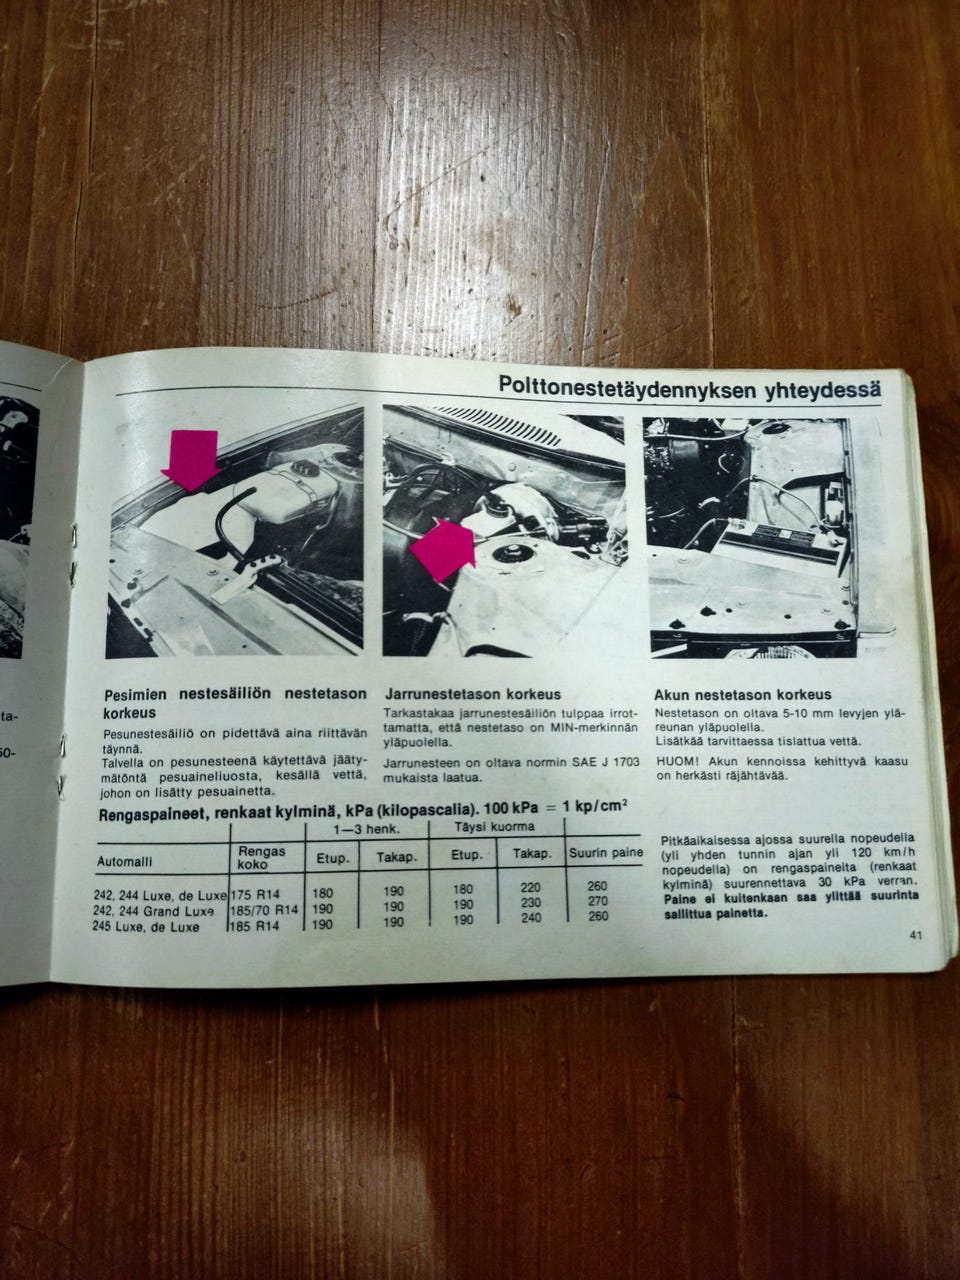 Polttonestetäydennyksen yhteydessä
Pesimien nestesäiliön nestetason
korkeus
Pesunestesäiliö on pidettävä aina riittävän
täynnä.
Talvella on pesunesteenä käytettävä jääty-
mätöntä pesuaineliuosta, kesällä vettä,
johon on lisätty pesuainetta.
Jarrunestetason korkeus
Tarkastakaa jarrunestesäiliön tulppaa irrot-
tamatta, että nestetaso on MIN-merkinnän
yläpuolella.
Jarrunesteen on oltava normin SAE J 1703
mukaista laatua.
Akun nestetason korkeus
Nestetason on oltava 5-10 mm levyjen ylä-
reunan yläpuolella.
Lisätkää tarvittaessa tislattua vettä.
HUOM! Akun kennoissa kehittyvä kaasu
on herkästi räjähtävää.
Rengaspaineet, renkaat kylminä, kPa (kilopascalia). 100 kPa = 1 kp/cm²
1—3 henk. Täysi kuorma
Automalli Rengas koko Etup. Takap. Etup. Takap. Suurin paine
242, 244 Luxe, de Luxe 175 R14 180 190 180 220 260
242, 244 Grand Luxe 185/70 R14 190 190 190 230 270
245 Luxe, de Luxe 185 R14 190 190 190 240 260
Pitkäaikaisessa ajossa suurella nopeudella
(yli yhden tunnin ajan yli 120 km/h
nopeudella) on rengaspaineita (renkaat
kylminä) suurennettava 30 kPa verran.
Paine ei kuitenkaan saa ylittää suurinta
sallittua painetta.
41
ta-
50-